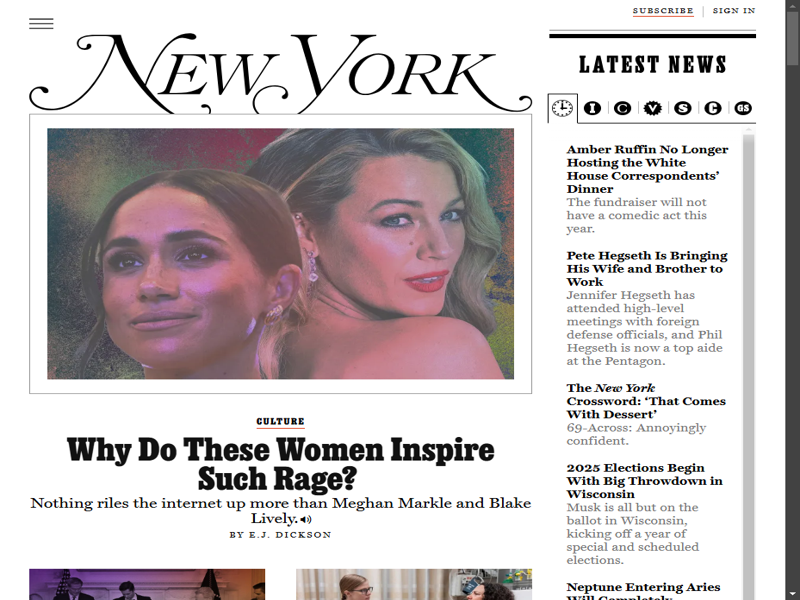 SUBSCRIBE
SIGN IN
NEW YORK
LATEST NEWS
I
C
V
S
C
GS
Amber Ruffin No Longer
Hosting the White
House Correspondents'
Dinner
The fundraiser will not
have a comedic act this
year.
Pete Hegseth Is Bringing
His Wife and Brother to
Work
Jennifer Hegseth has
attended high-level
meetings with foreign
defense officials, and Phil
Hegseth is now a top aide
at the Pentagon.
The New York
Crossword: ‘That Comes
With Dessert’
69-Across: Annoyingly
confident.
2025 Elections Begin
With Big Throwdown in
Wisconsin
Musk is all but on the
ballot in Wisconsin,
kicking off a year of
special and scheduled
elections.
Neptune Entering Aries
Will Completely
CULTURE
Why Do These Women Inspire
Such Rage?
Nothing riles the internet up more than Meghan Markle and Blake
Lively.
BY E.J. DICKSON